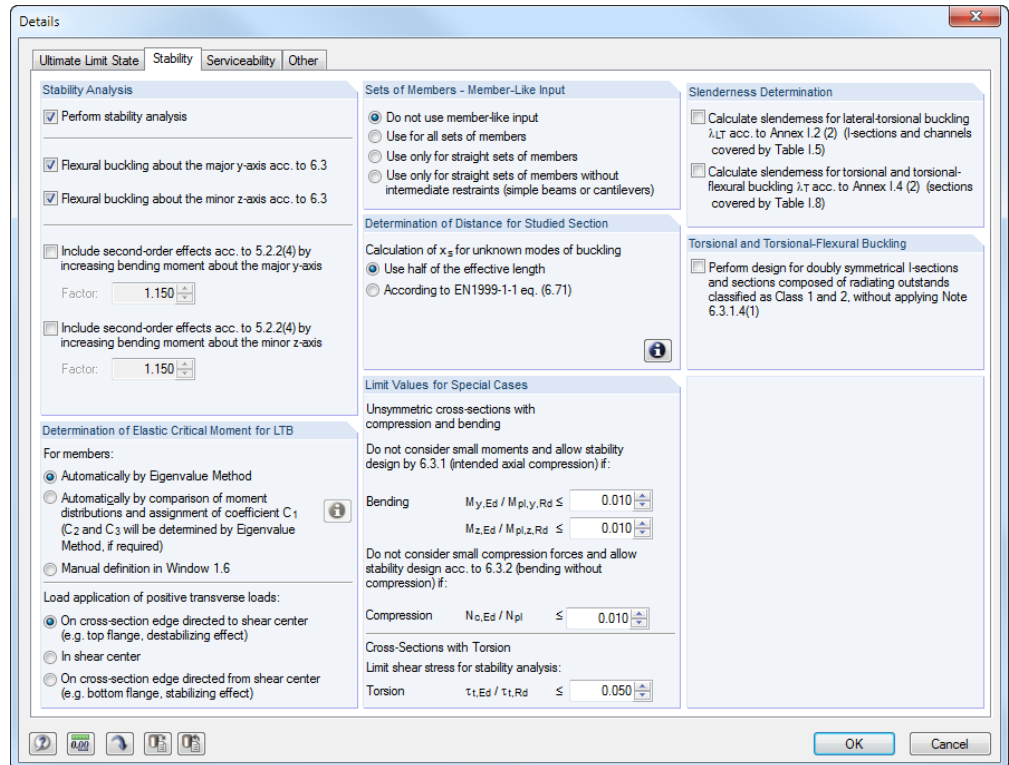 Details
Ultimate Limit State
Stability
Serviceability
Other
Stability Analysis
Perform stability analysis
Flexural buckling about the major y-axis acc. to 6.3
Flexural buckling about the minor z-axis acc. to 6.3
Include second-order effects acc. to 5.2.2(4) by
increasing bending moment about the major y-axis
Factor: 1.150
Include second-order effects acc. to 5.2.2(4) by
increasing bending moment about the minor z-axis
Factor: 1.150
Determination of Elastic Critical Moment for LTB
For members:
Automatically by Eigenvalue Method
Automatically by comparison of moment
distributions and assignment of coefficient C1
(C2 and C3 will be determined by Eigenvalue
Method, if required)
Manual definition in Window 1.6
Load application of positive transverse loads:
On cross-section edge directed to shear center
(e.g. top flange, destabilizing effect)
In shear center
On cross-section edge directed from shear center
(e.g. bottom flange, stabilizing effect)
Sets of Members - Member-Like Input
Do not use member-like input
Use for all sets of members
Use only for straight sets of members
Use only for straight sets of members without
intermediate restraints (simple beams or cantilevers)
Determination of Distance for Studied Section
Calculation of xs for unknown modes of buckling
Use half of the effective length
According to EN1999-1-1 eq. (6.71)
Limit Values for Special Cases
Unsymmetric cross-sections with
compression and bending
Do not consider small moments and allow stability
design by 6.3.1 (intended axial compression) if:
Bending My,Ed / Mpl,y,Rd ≤ 0.010
Mz,Ed / Mpl,z,Rd ≤ 0.010
Do not consider small compression forces and allow
stability design acc. to 6.3.2 (bending without
compression) if:
Compression No,Ed / Npl ≤ 0.010
Cross-Sections with Torsion
Limit shear stress for stability analysis:
Torsion τt,Ed / τt,Rd ≤ 0.050
Slenderness Determination
Calculate slenderness for lateral-torsional buckling
λLT acc. to Annex I.2 (2) (I-sections and channels
covered by Table I.5)
Calculate slenderness for torsional and torsional-
flexural buckling λT acc. to Annex I.4 (2) (sections
covered by Table I.8)
Torsional and Torsional-Flexural Buckling
Perform design for doubly symmetrical I-sections
and sections composed of radiating outstands
classified as Class 1 and 2, without applying Note
6.3.1.4(1)
0.00
OK
Cancel